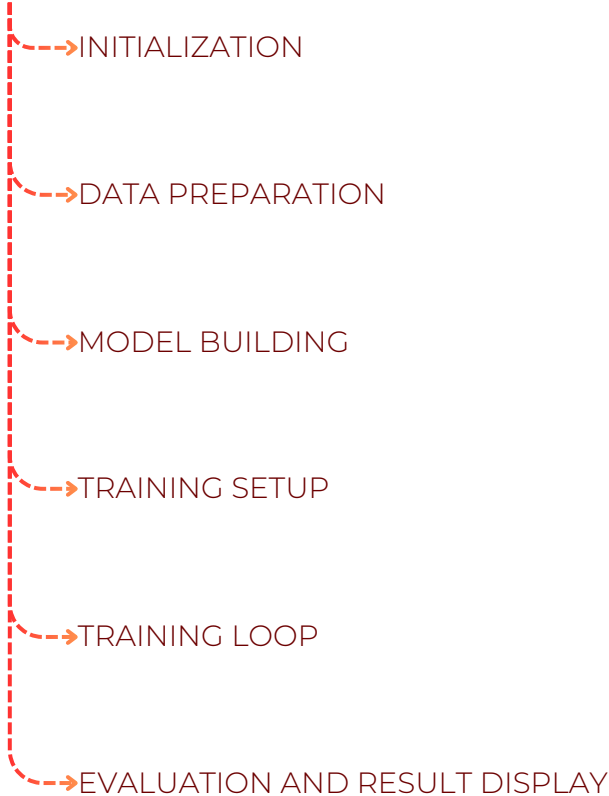 INITIALIZATION
DATA PREPARATION
MODEL BUILDING
TRAINING SETUP
TRAINING LOOP
EVALUATION AND RESULT DISPLAY